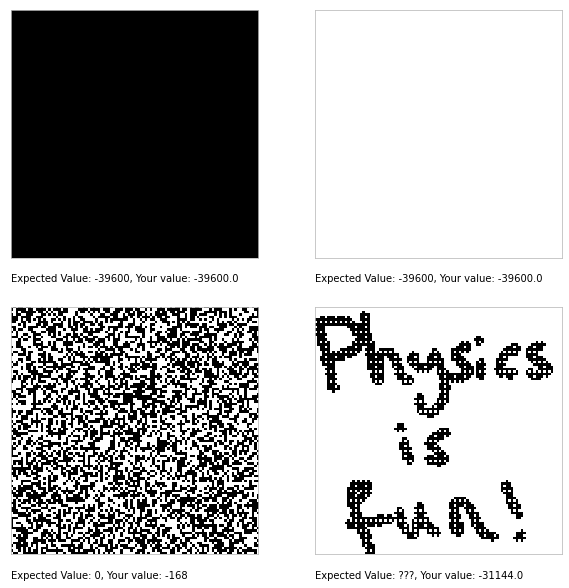 Expected Value: -39600, Your value: -39600.0
Expected Value: -39600, Your value: -39600.0
Physics
is
fun!
Expected Value: 0, Your value: -168
Expected Value: ???, Your value: -31144.0